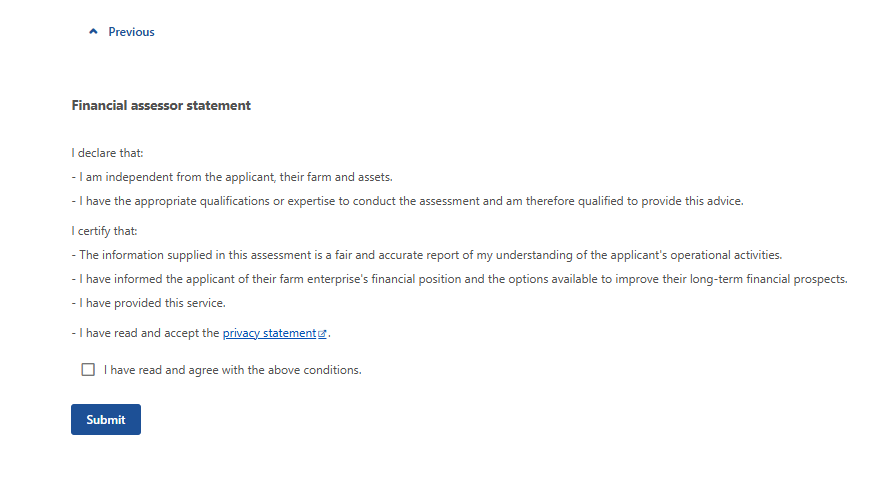 Previous
Financial assessor statement
I declare that:
- I am independent from the applicant, their farm and assets.
- I have the appropriate qualifications or expertise to conduct the assessment and am therefore qualified to provide this advice.
I certify that:
- The information supplied in this assessment is a fair and accurate report of my understanding of the applicant's operational activities.
- I have informed the applicant of their farm enterprise's financial position and the options available to improve their long-term financial prospects.
- I have provided this service.
- I have read and accept the privacy statement.
I have read and agree with the above conditions.
Submit